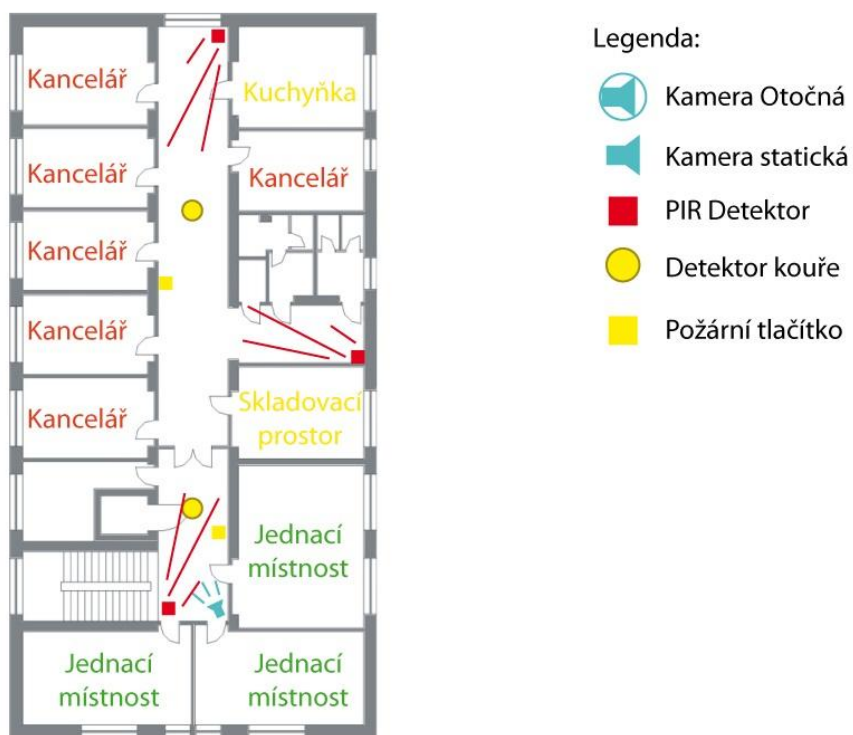 Kancelář
Kuchyňka
Kancelář
Kancelář
Kancelář
Kancelář
Skladovací
prostor
Kancelář
Jednací
místnost
Jednací
místnost
Jednací
místnost
Legenda:
Kamera Otočná
Kamera statická
PIR Detektor
Detektor kouře
Požární tlačítko